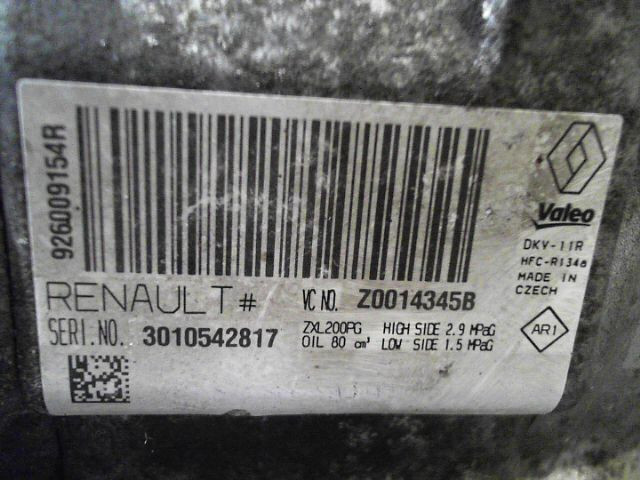 926009154R
Valeo
DKV-11R
HFC-R134a
MADE IN
CZECH
RENAULT # VC NO. Z0014345B
SERI.NO. 3010542817
ZXL200PG HIGH SIDE 2.9 MPaG
OIL 80 cm³ LOW SIDE 1.5 MPaG
AR1